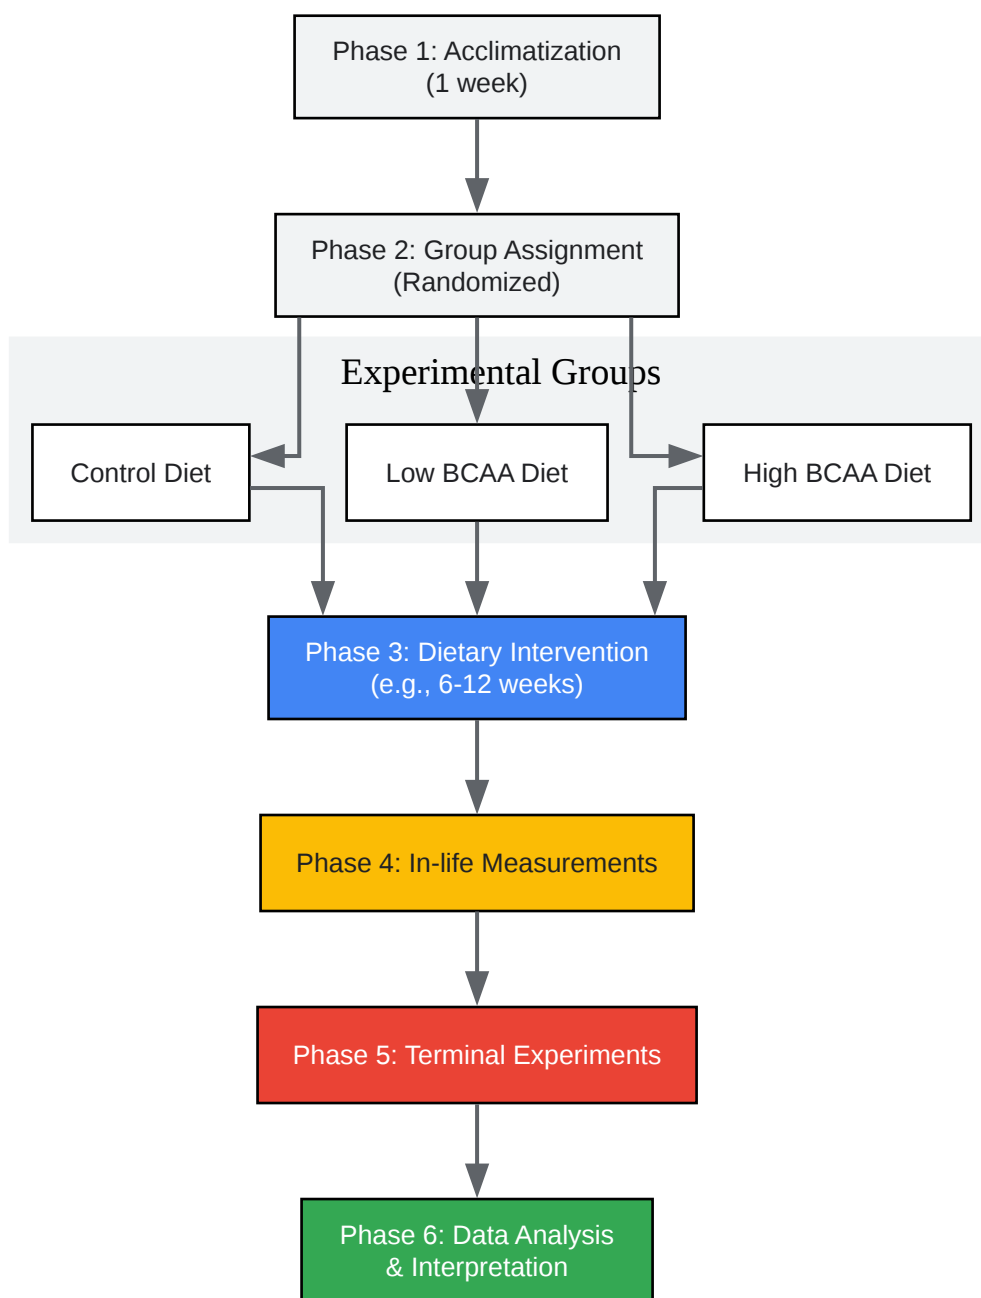 Phase 1: Acclimatization
(1 week)
Phase 2: Group Assignment
(Randomized)
Experimental Groups
Control Diet
Low BCAA Diet
High BCAA Diet
Phase 3: Dietary Intervention
(e.g., 6-12 weeks)
Phase 4: In-life Measurements
Phase 5: Terminal Experiments
Phase 6: Data Analysis
& Interpretation